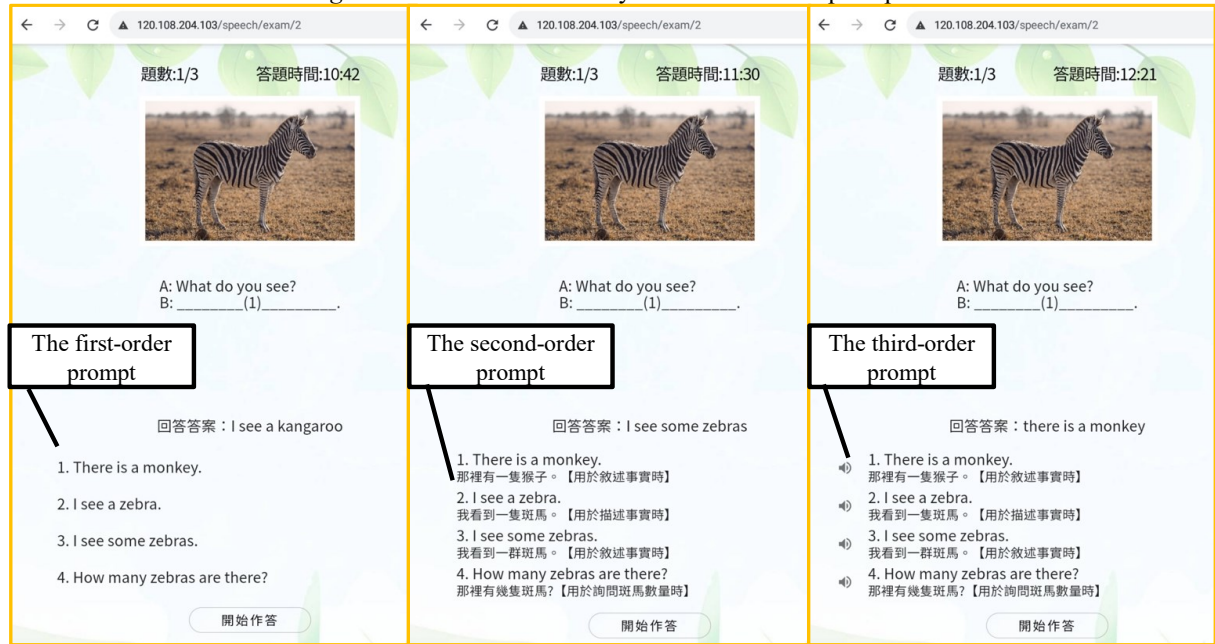 120.108.204.103/speech/exam/2
題數:1/3 答題時間:10:42
A: What do you see?
B: ________(1)_________.
The first-order
prompt
回答答案：I see a kangaroo
1. There is a monkey.
2. I see a zebra.
3. I see some zebras.
4. How many zebras are there?
開始作答
120.108.204.103/speech/exam/2
題數:1/3 答題時間:11:30
A: What do you see?
B: ________(1)_________.
The second-order
prompt
回答答案：I see some zebras
1. There is a monkey.
那裡有一隻猴子。【用於敘述事實時】
2. I see a zebra.
我看到一隻斑馬。【用於描述事實時】
3. I see some zebras.
我看到一群斑馬。【用於敘述事實時】
4. How many zebras are there?
那裡有幾隻斑馬?【用於詢問斑馬數量時】
開始作答
120.108.204.103/speech/exam/2
題數:1/3 答題時間:12:21
A: What do you see?
B: ________(1)_________.
The third-order
prompt
回答答案：there is a monkey
1. There is a monkey.
那裡有一隻猴子。【用於敘述事實時】
2. I see a zebra.
我看到一隻斑馬。【用於描述事實時】
3. I see some zebras.
我看到一群斑馬。【用於敘述事實時】
4. How many zebras are there?
那裡有幾隻斑馬?【用於詢問斑馬數量時】
開始作答